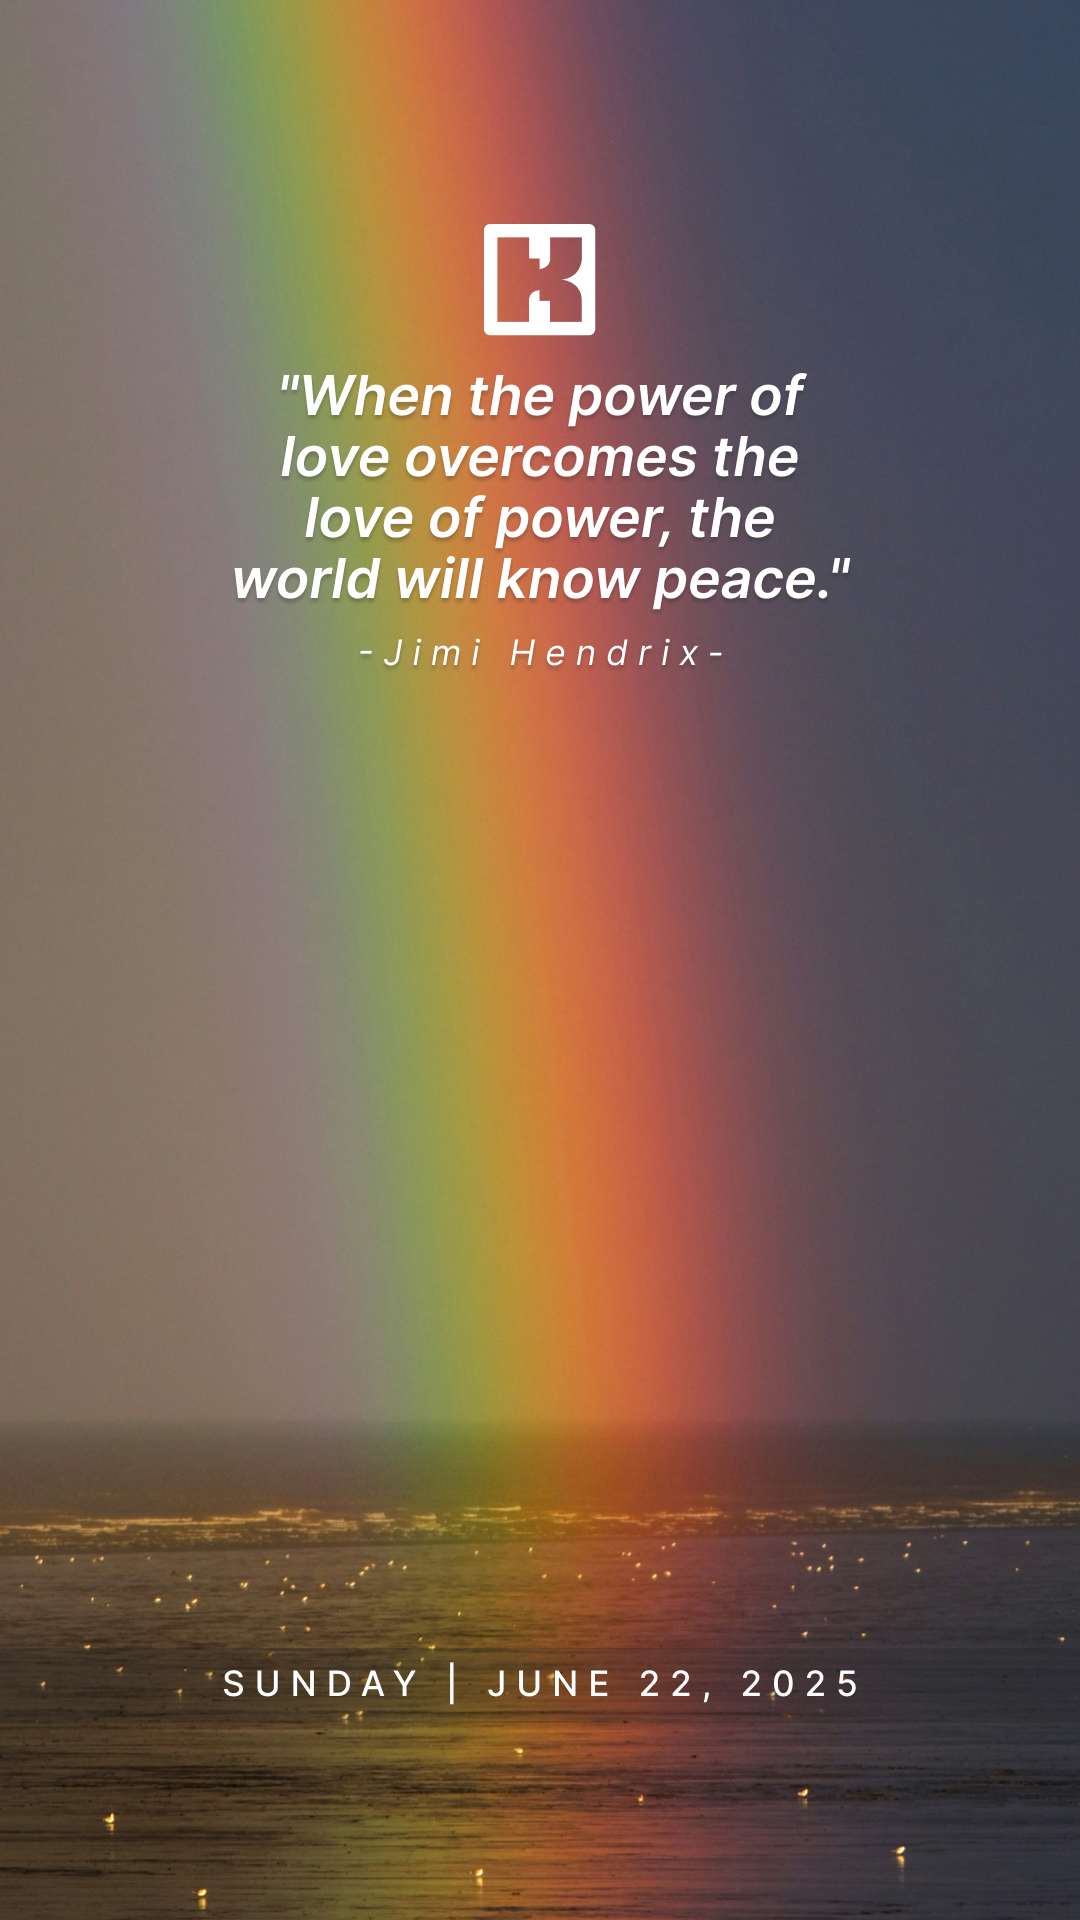 K
"When the power of
love overcomes the
love of power, the
world will know peace."
-Jimi Hendrix-
SUNDAY | JUNE 22, 2025